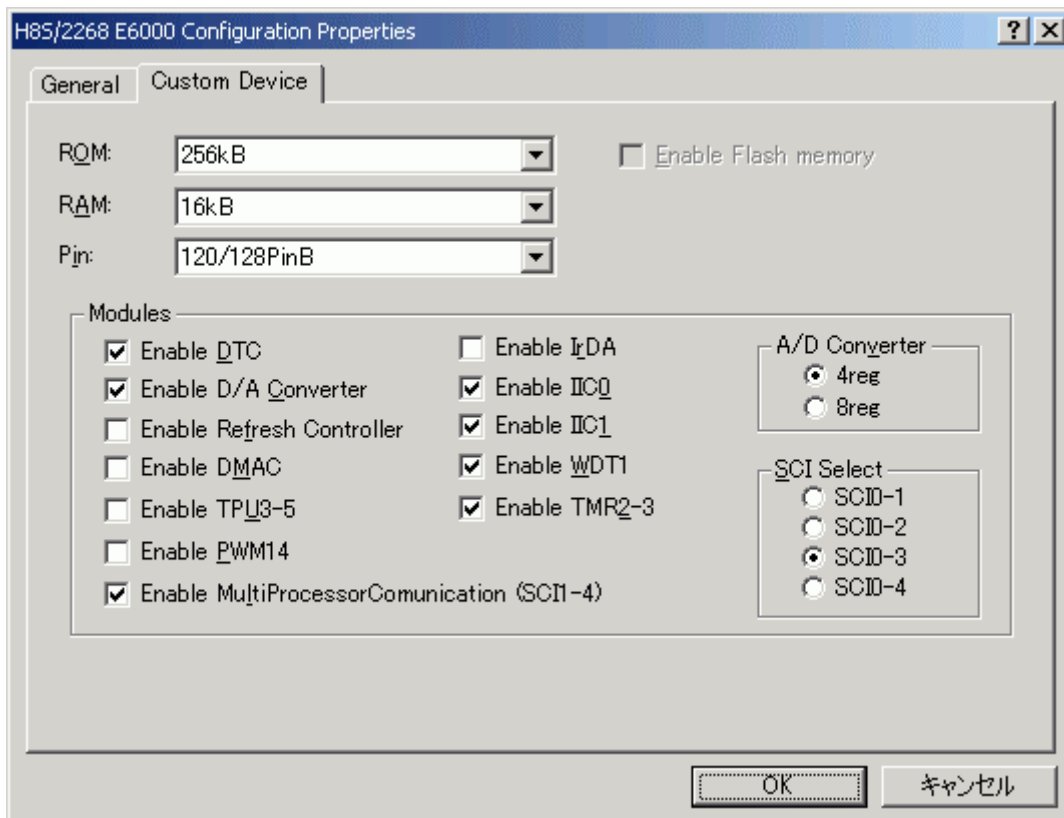 H8S/2268 E6000 Configuration Properties
General Custom Device
ROM: 256kB Enable Flash memory
RAM: 16kB
Pin: 120/128PinB
Modules
Enable DTC
Enable D/A Converter
Enable Refresh Controller
Enable DMAC
Enable TPU3-5
Enable PWM14
Enable MultiProcessorComunication (SCI1-4)
Enable IrDA
Enable IIC0
Enable IIC1
Enable WDT1
Enable TMR2-3
A/D Converter
4reg
8reg
SCI Select
SCI0-1
SCI0-2
SCI0-3
SCI0-4
OK キャンセル